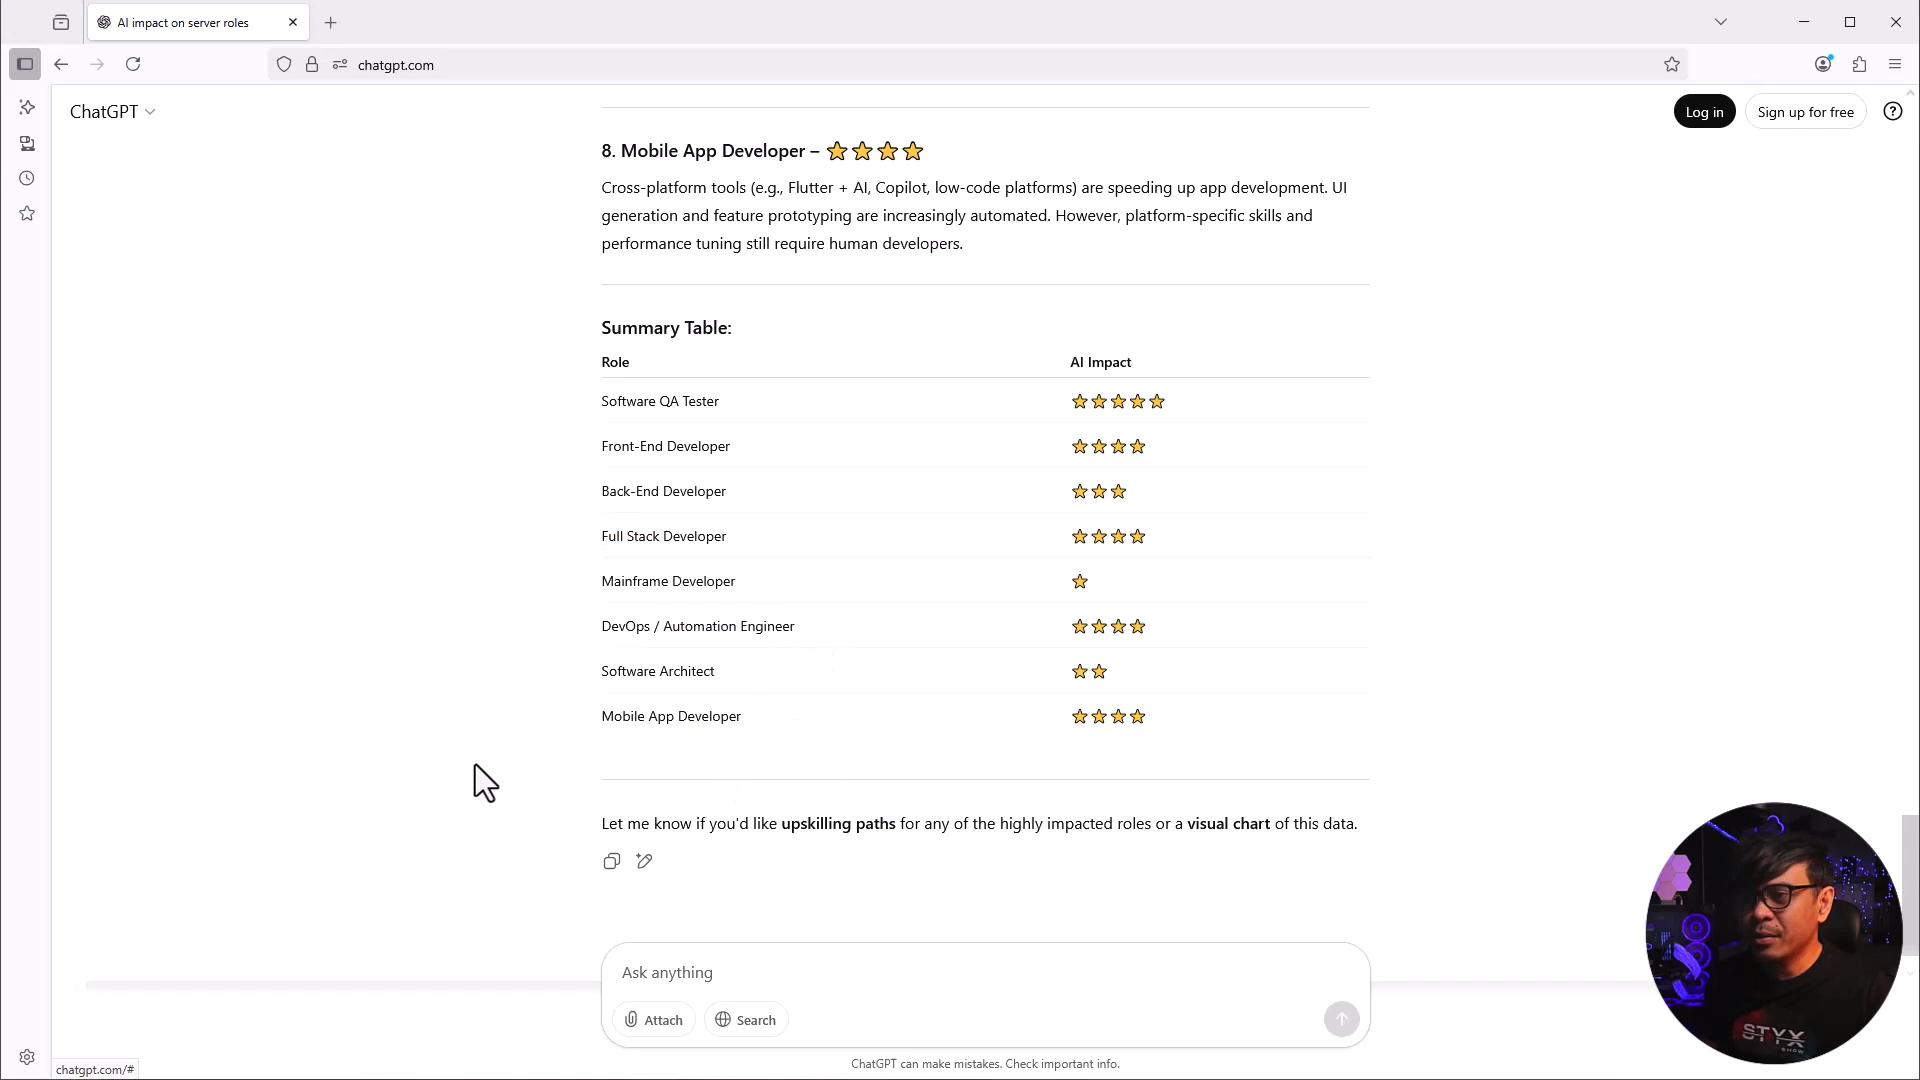 AI impact on server roles
chatgpt.com
ChatGPT
Log in
Sign up for free
8. Mobile App Developer – ⭐⭐⭐⭐
Cross-platform tools (e.g., Flutter + AI, Copilot, low-code platforms) are speeding up app development. UI
generation and feature prototyping are increasingly automated. However, platform-specific skills and
performance tuning still require human developers.
Summary Table:
Role AI Impact
Software QA Tester ⭐⭐⭐⭐⭐
Front-End Developer ⭐⭐⭐⭐
Back-End Developer ⭐⭐⭐
Full Stack Developer ⭐⭐⭐⭐
Mainframe Developer ⭐
DevOps / Automation Engineer ⭐⭐⭐⭐
Software Architect ⭐⭐
Mobile App Developer ⭐⭐⭐⭐
Let me know if you'd like upskilling paths for any of the highly impacted roles or a visual chart of this data.
Ask anything
Attach
Search
ChatGPT can make mistakes. Check important info.
chatgpt.com/#
STYX
SHOW